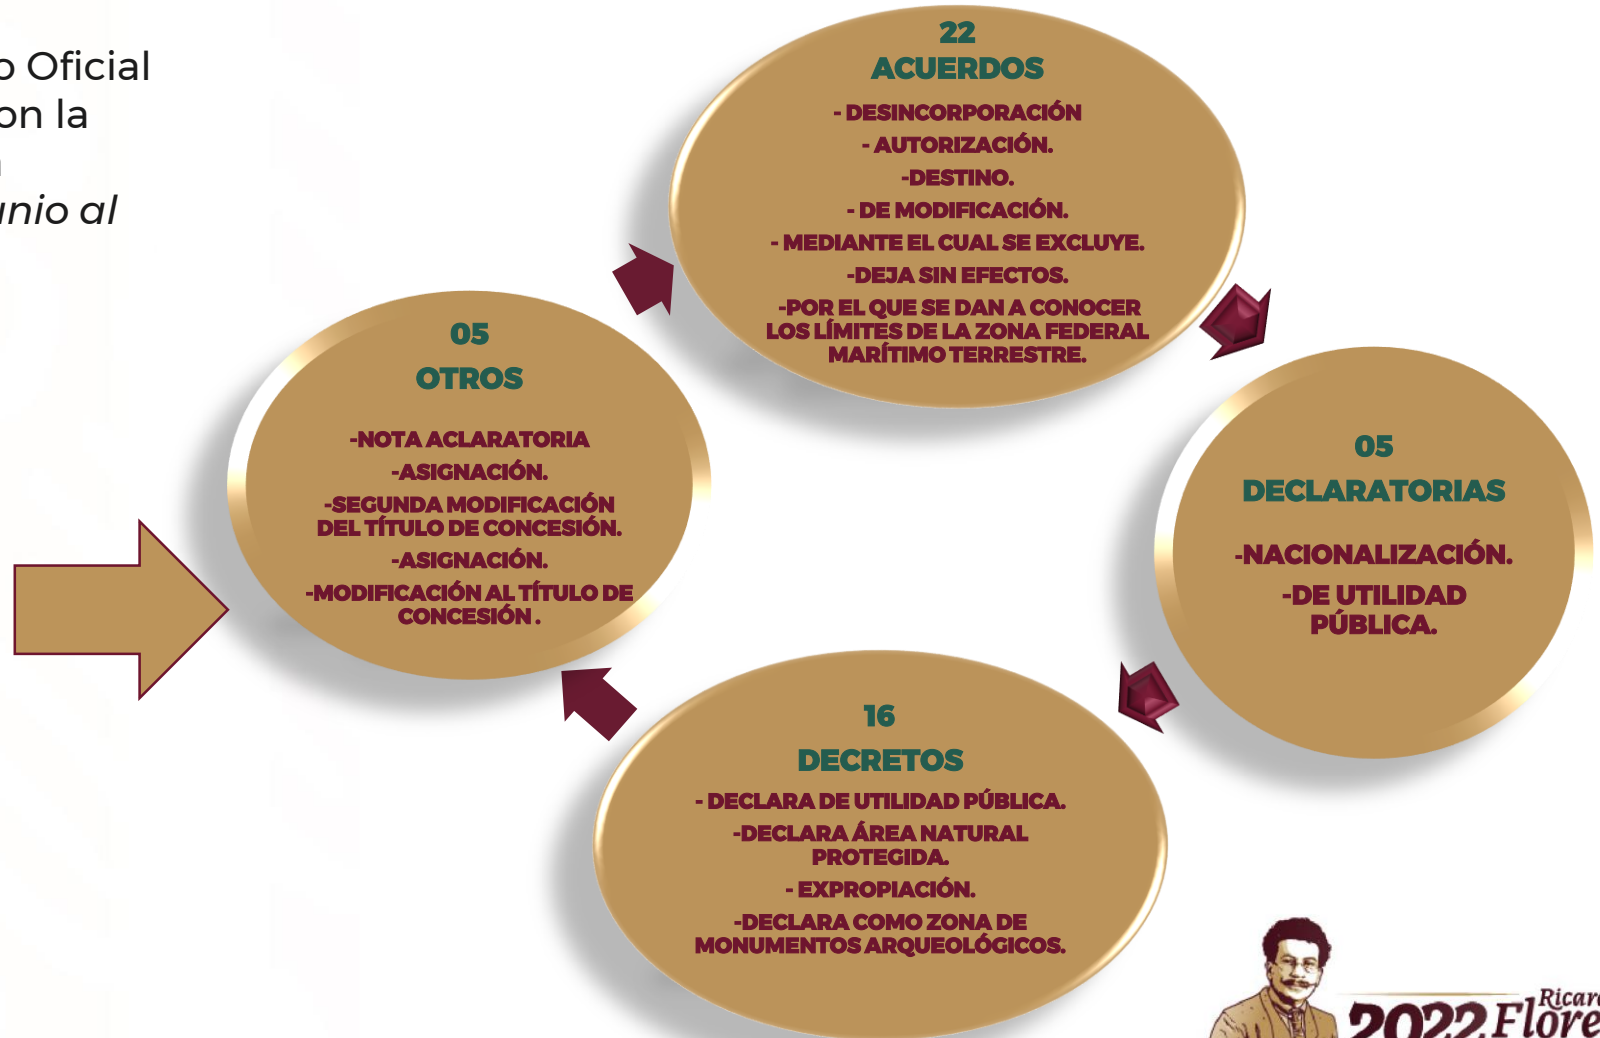 o Oficial
on la
unio al
22
ACUERDOS
- DESINCORPORACIÓN
- AUTORIZACIÓN.
-DESTINO.
- DE MODIFICACIÓN.
- MEDIANTE EL CUAL SE EXCLUYE.
-DEJA SIN EFECTOS.
-POR EL QUE SE DAN A CONOCER
LOS LÍMITES DE LA ZONA FEDERAL
MARÍTIMO TERRESTRE.
05
DECLARATORIAS
-NACIONALIZACIÓN.
-DE UTILIDAD
PÚBLICA.
16
DECRETOS
- DECLARA DE UTILIDAD PÚBLICA.
-DECLARA ÁREA NATURAL
PROTEGIDA.
- EXPROPIACIÓN.
-DECLARA COMO ZONA DE
MONUMENTOS ARQUEOLÓGICOS.
05
OTROS
-NOTA ACLARATORIA
-ASIGNACIÓN.
-SEGUNDA MODIFICACIÓN
DEL TÍTULO DE CONCESIÓN.
-ASIGNACIÓN.
-MODIFICACIÓN AL TÍTULO DE
CONCESIÓN .
Ricar
2022 Flore